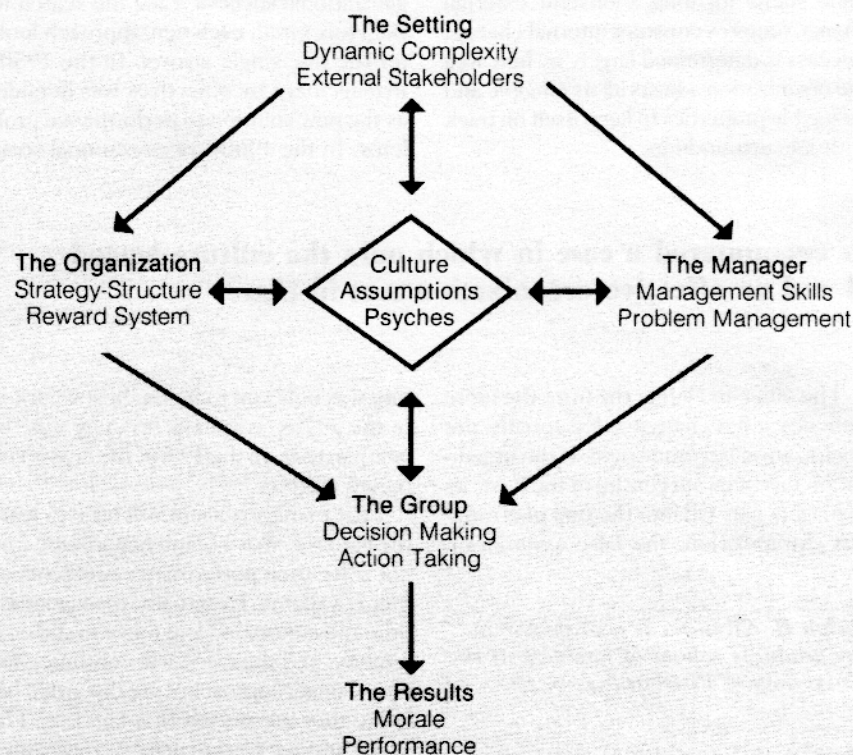 The Setting
Dynamic Complexity
External Stakeholders
The Organization
Strategy-Structure
Reward System
Culture
Assumptions
Psyches
The Manager
Management Skills
Problem Management
The Group
Decision Making
Action Taking
The Results
Morale
Performance